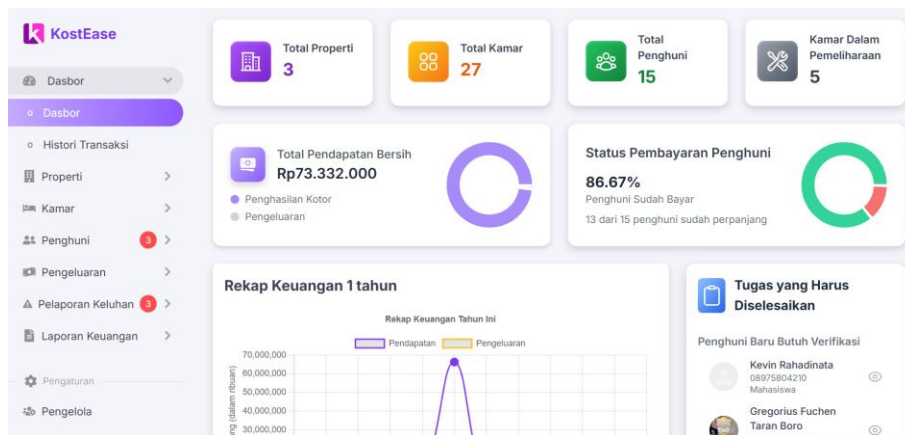 KostEase
Dasbor
Dasbor
Histori Transaksi
Properti
Kamar
Penghuni 3
Pengeluaran
Pelaporan Keluhan 3
Laporan Keuangan
Pengaturan
Pengelola
Total Properti
3
Total Kamar
27
Total
Penghuni
15
Kamar Dalam
Pemeliharaan
5
Total Pendapatan Bersih
Rp73.332.000
Penghasilan Kotor
Pengeluaran
Status Pembayaran Penghuni
86.67%
Penghuni Sudah Bayar
13 dari 15 penghuni sudah perpanjang
Rekap Keuangan 1 tahun
Rekap Keuangan Tahun Ini
Pendapatan
Pengeluaran
70,000,000
60,000,000
50,000,000
40,000,000
30,000,000
(dalam ribuan)
Tugas yang Harus
Diselesaikan
Penghuni Baru Butuh Verifikasi
Kevin Rahadinata
08975804210
Mahasiswa
Gregorius Fuchen
Taran Boro